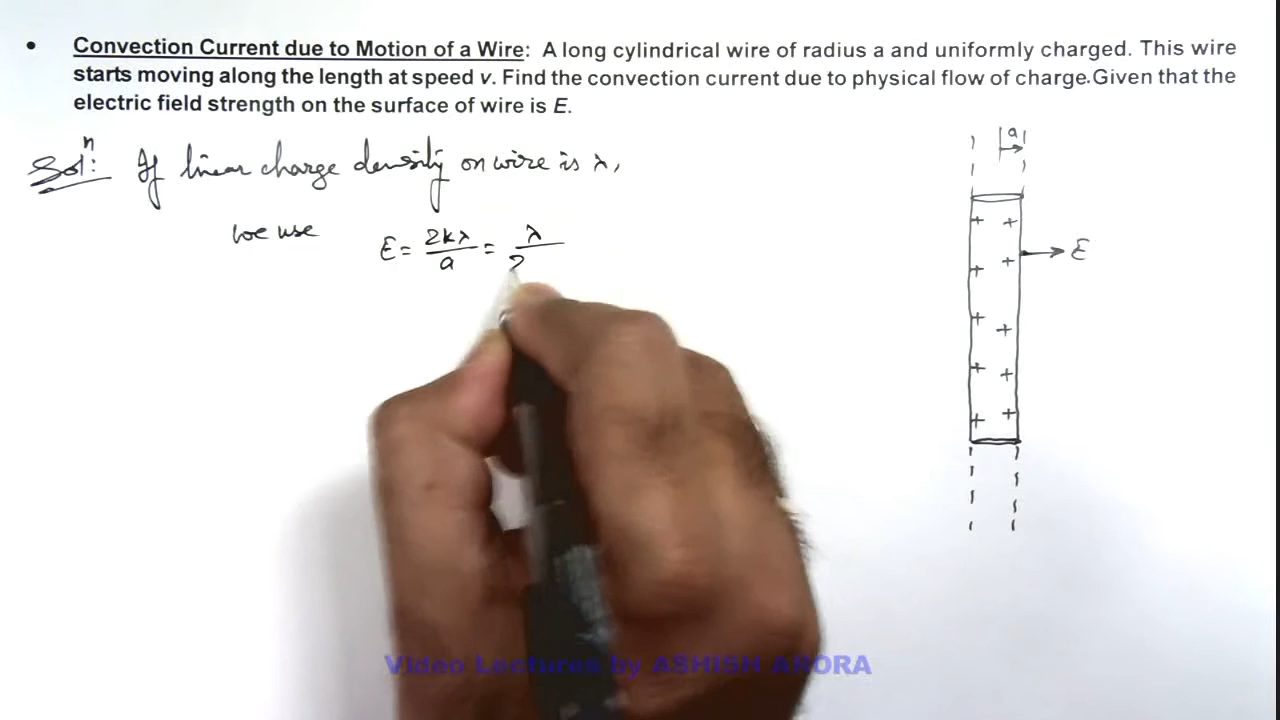 • Convection Current due to Motion of a Wire: A long cylindrical wire of radius a and uniformly charged. This wire
starts moving along the length at speed v. Find the convection current due to physical flow of charge.Given that the
electric field strength on the surface of wire is E.
Solⁿ: If linear charge density on wire is λ,
we use E = 2kλ/a = λ/2
a
+ +
+ + E
+ +
+ +
+ +
Video Lectures by ASHISH ARORA